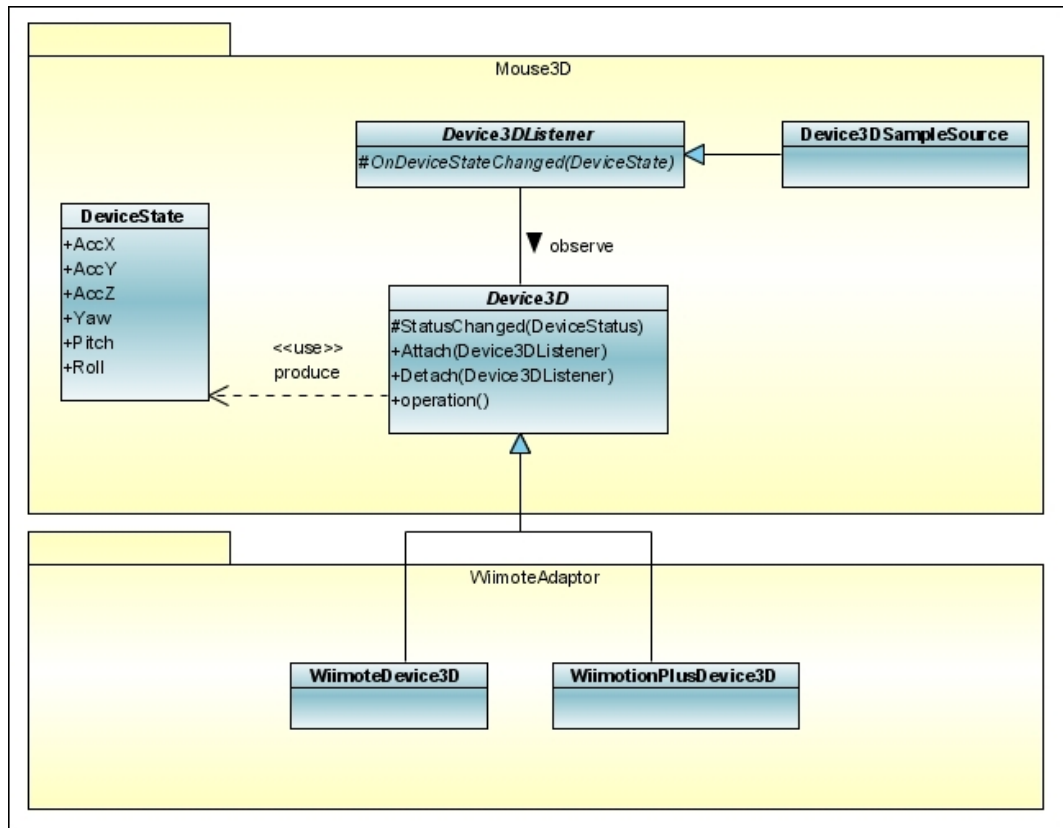 Mouse3D
Device3DListener
#OnDeviceStateChanged(DeviceState)
Device3DSampleSource
DeviceState
+AccX
+AccY
+AccZ
+Yaw
+Pitch
+Roll
observe
Device3D
#StatusChanged(DeviceStatus)
+Attach(Device3DListener)
+Detach(Device3DListener)
+operation()
<<use>>
produce
WiimoteAdaptor
WiimoteDevice3D
WiimotionPlusDevice3D